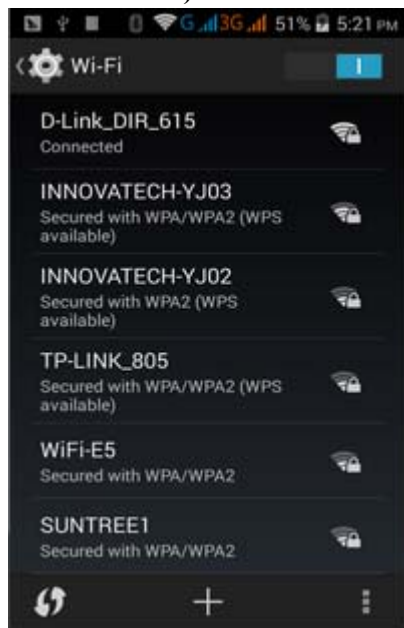 G 3G 51% 5:21 PM
Wi-Fi
D-Link_DIR_615
Connected
INNOVATECH-YJ03
Secured with WPA/WPA2 (WPS
available)
INNOVATECH-YJ02
Secured with WPA2 (WPS
available)
TP-LINK_805
Secured with WPA/WPA2 (WPS
available)
WiFi-E5
Secured with WPA/WPA2
SUNTREE1
Secured with WPA/WPA2